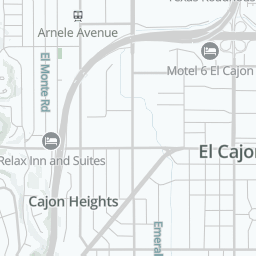 Arnele Avenue
El Monte Rd
Motel 6 El Cajon
Relax Inn and Suites
El Cajon
Cajon Heights